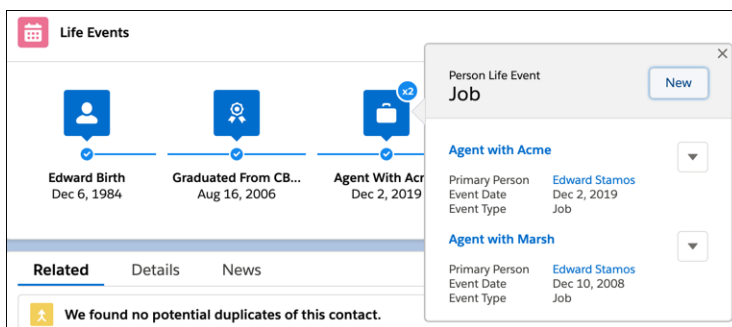 Life Events
x2
Edward Birth
Dec 6, 1984
Graduated From CB...
Aug 16, 2006
Agent With Acr
Dec 2, 2019
Person Life Event
Job
New
Agent with Acme
Primary Person Edward Stamos
Event Date Dec 2, 2019
Event Type Job
Agent with Marsh
Primary Person Edward Stamos
Event Date Dec 10, 2008
Event Type Job
Related Details News
We found no potential duplicates of this contact.